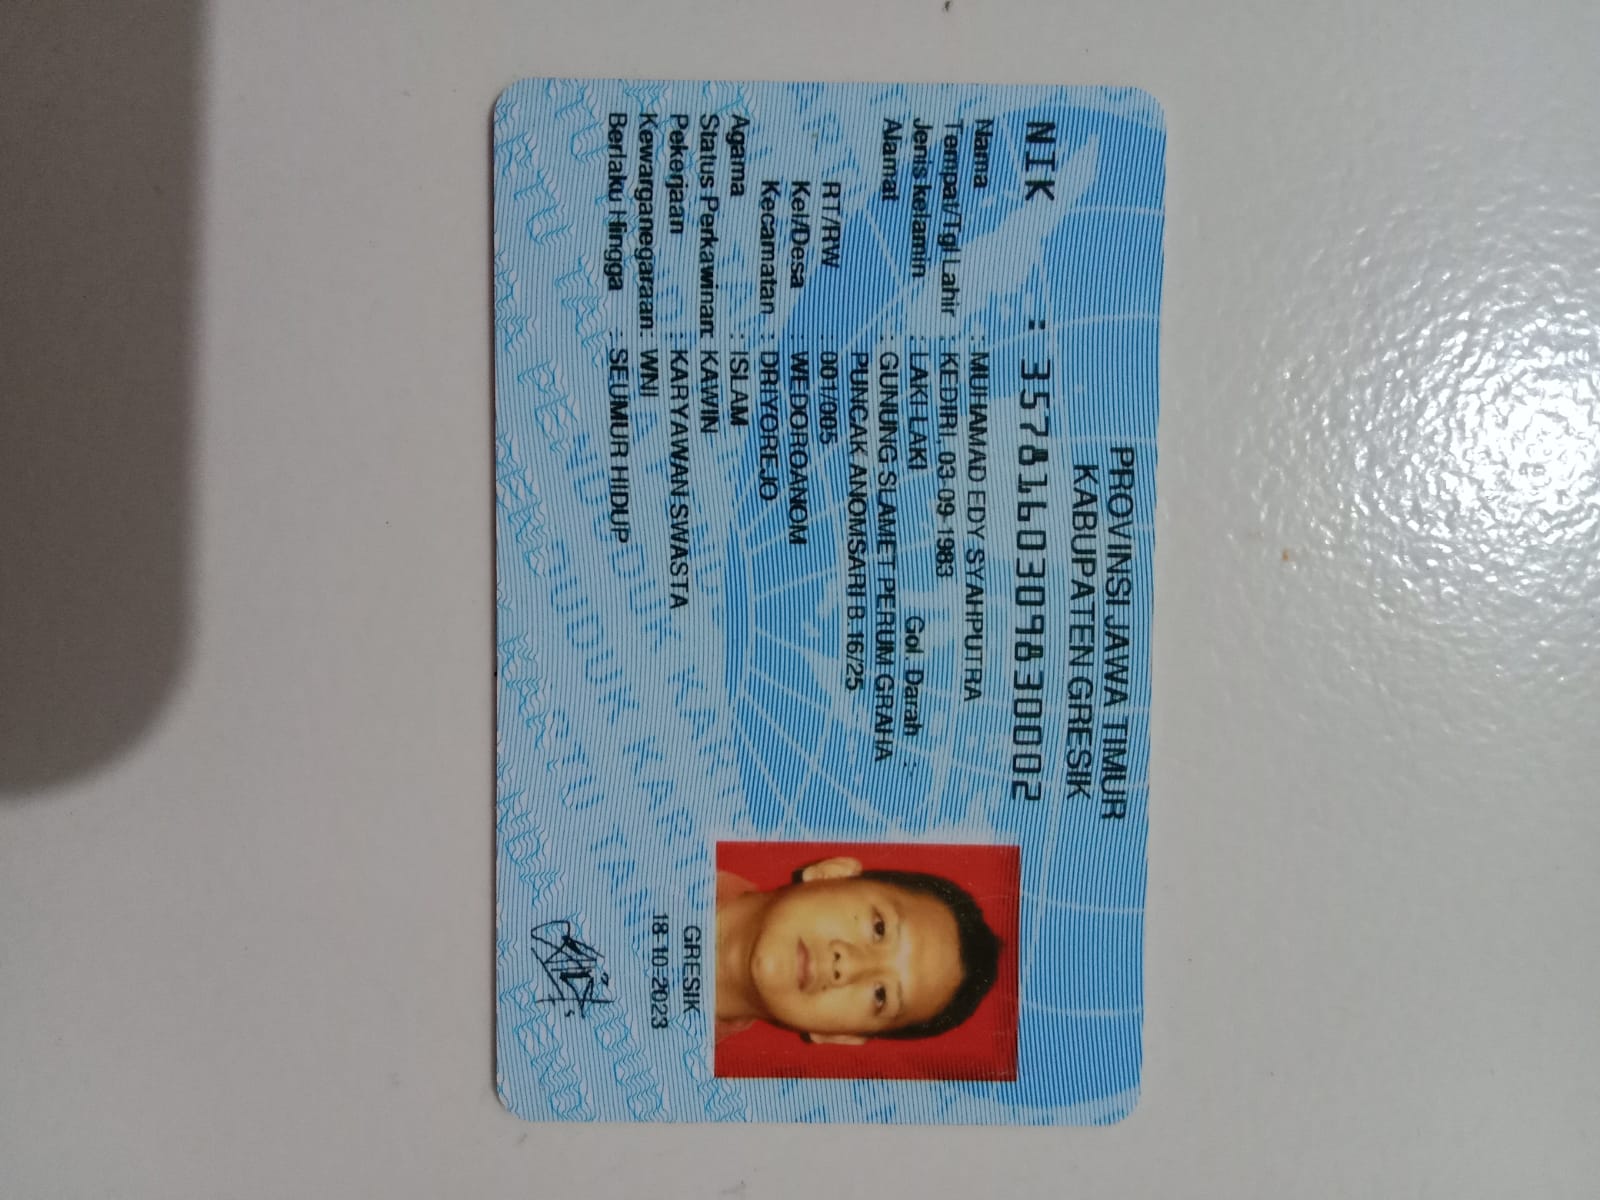 PROVINSI JAWA TIMUR
KABUPATEN GRESIK
NIK : 3578160309830002
Nama : MUHAMMAD EDY SYAHPUTRA
Tempat/Tgl Lahir : KEDIRI, 03-09-1983
Jenis kelamin : LAKI-LAKI Gol. Darah :-
Alamat : GUNUNG SLAMET PERUM GRAHA
PUNCAK ANOMSARI B.16/25
RT/RW : 001/005
Kel/Desa : WEDOROANOM
Kecamatan : DRIYOREJO
Agama : ISLAM
Status Perkawinan: KAWIN
Pekerjaan : KARYAWAN SWASTA
Kewarganegaraan: WNI
Berlaku Hingga : SEUMUR HIDUP
GRESIK
18-10-2023